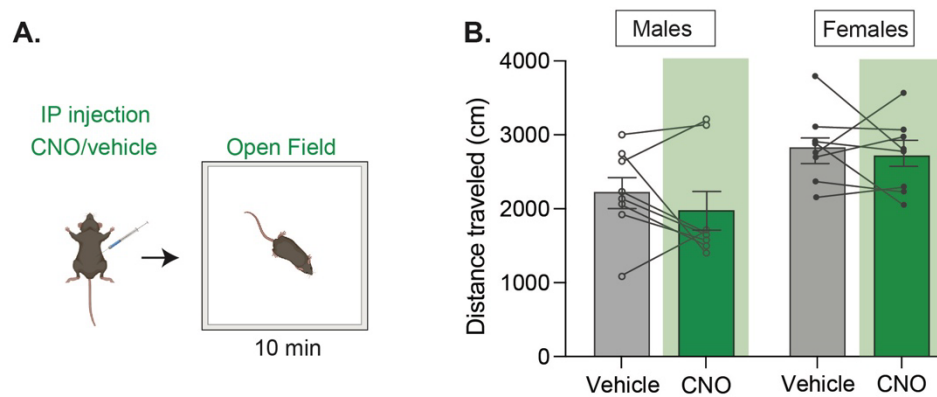 A.
IP injection
CNO/vehicle
Open Field
10 min
B.
Males
Females
Distance traveled (cm)
4000
3000
2000
1000
0
Vehicle
CNO
Vehicle
CNO